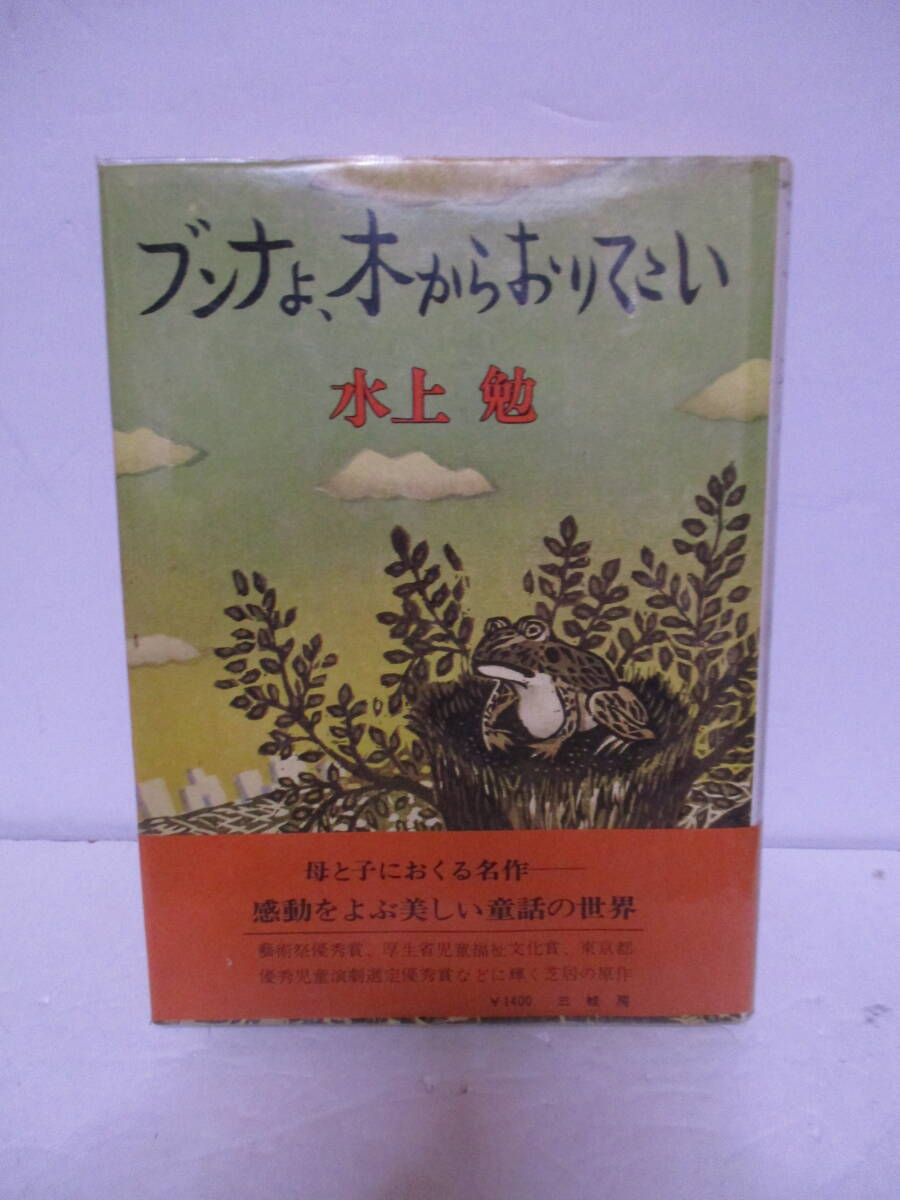 ブンナよ、木からおりてこい
水上 勉
母と子におくる名作――
感動をよぶ美しい童話の世界
藝術祭優秀賞、厚生省児童福祉文化賞、東京都
優秀児童演劇選定優秀賞などに輝く芝居の原作
¥1400 三蛙房